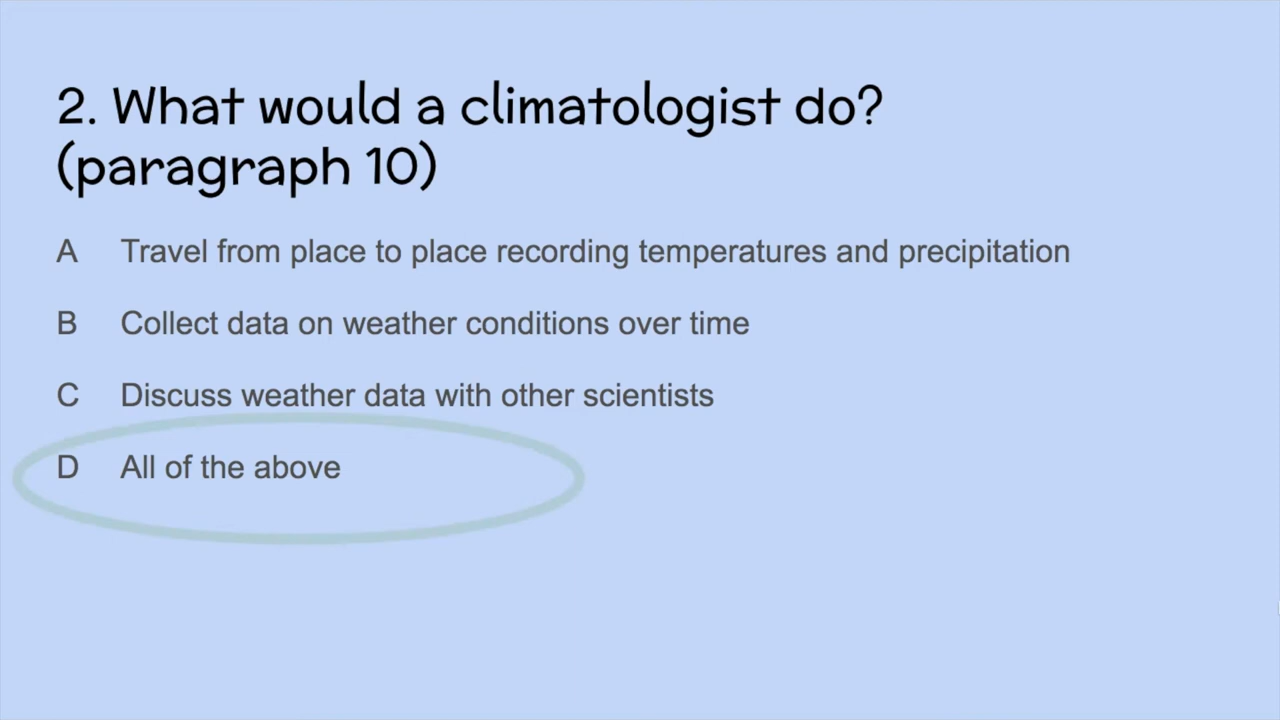 2. What would a climatologist do?
(paragraph 10)
A Travel from place to place recording temperatures and precipitation
B Collect data on weather conditions over time
C Discuss weather data with other scientists
D All of the above